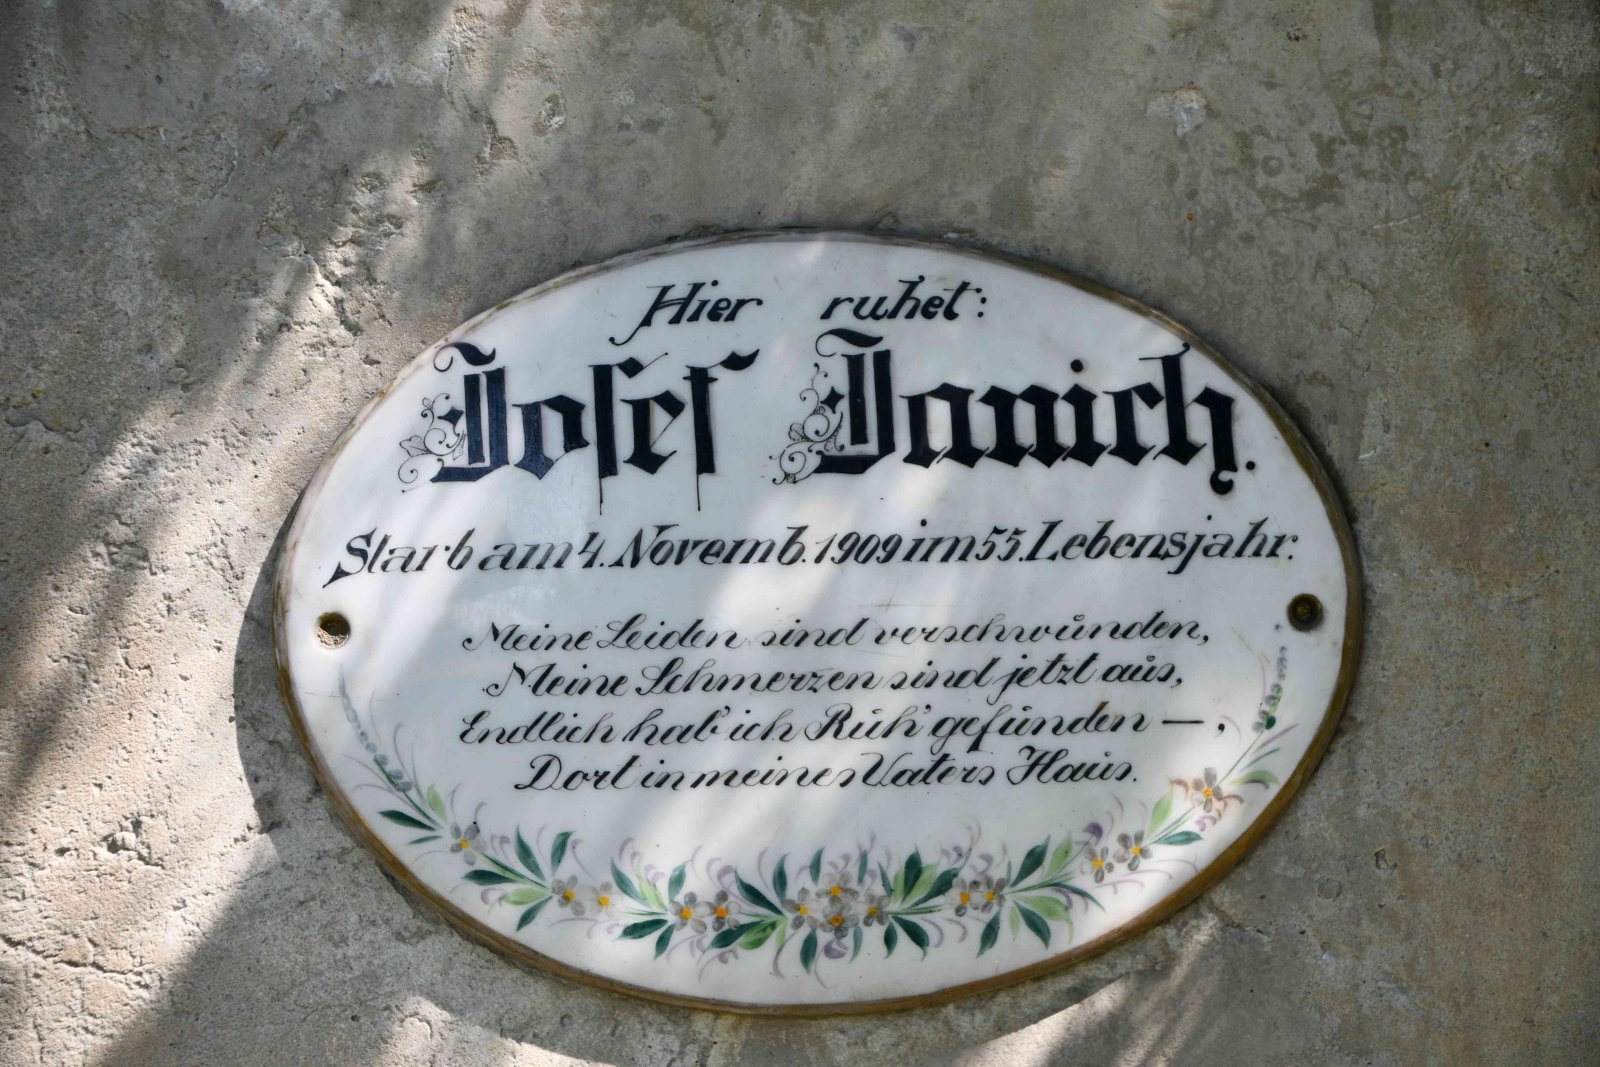 Hier ruhet:
Josef Janich.
Starb am 4. Novemb. 1909 im 55. Lebensjahr.
Meine Leiden sind verschwunden,
Meine Schmerzen sind jetzt aus,
Endlich hab' ich Ruh' gefunden —,
Dort in meines Vaters Haus.